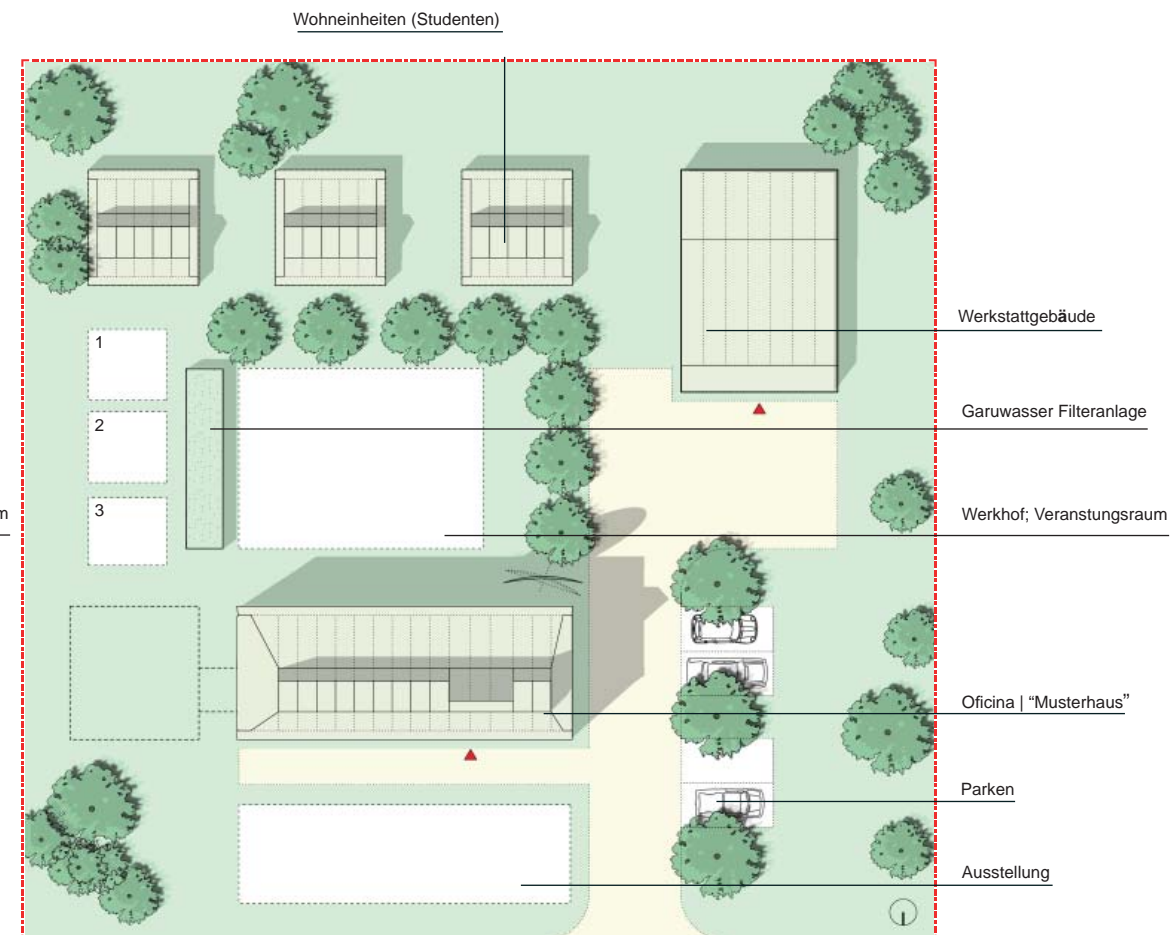 Wohneinheiten (Studenten)
Werkstattgebäude
1
Garuwasser Filteranlage
2
3
Werkhof; Veranstungsraum
Oficina | “Musterhaus”
Parken
Ausstellung